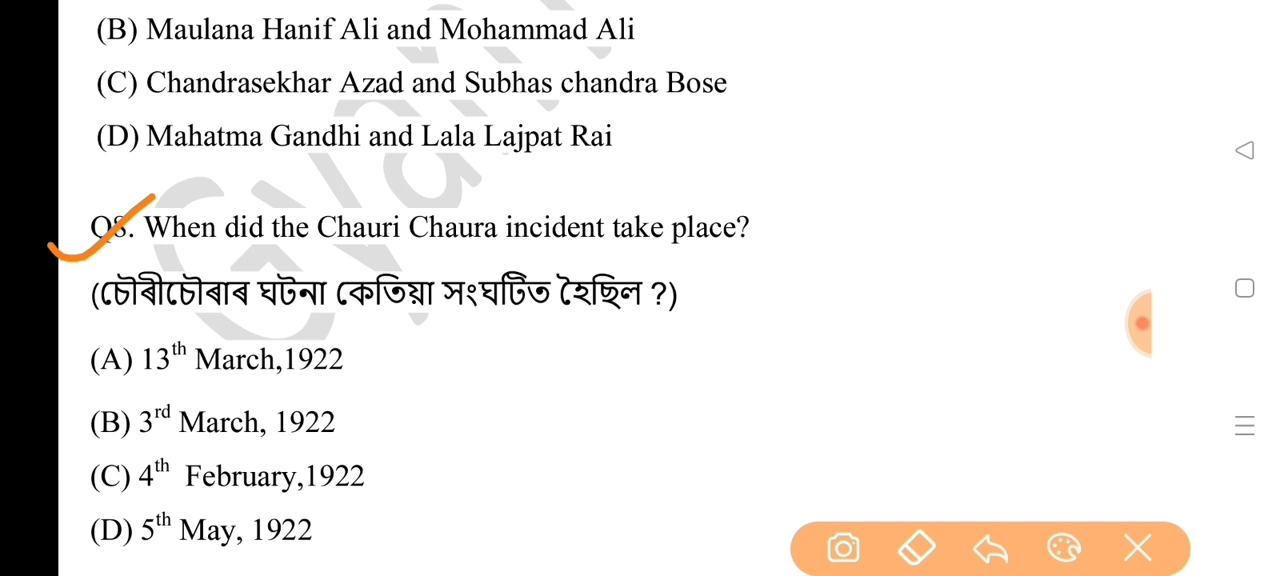 (B) Maulana Hanif Ali and Mohammad Ali
(C) Chandrasekhar Azad and Subhas chandra Bose
(D) Mahatma Gandhi and Lala Lajpat Rai
Q8. When did the Chauri Chaura incident take place?
(চৌৰীচৌৰাৰ ঘটনা কেতিয়া সংঘটিত হৈছিল ?)
(A) 13th March,1922
(B) 3rd March, 1922
(C) 4th February,1922
(D) 5th May, 1922